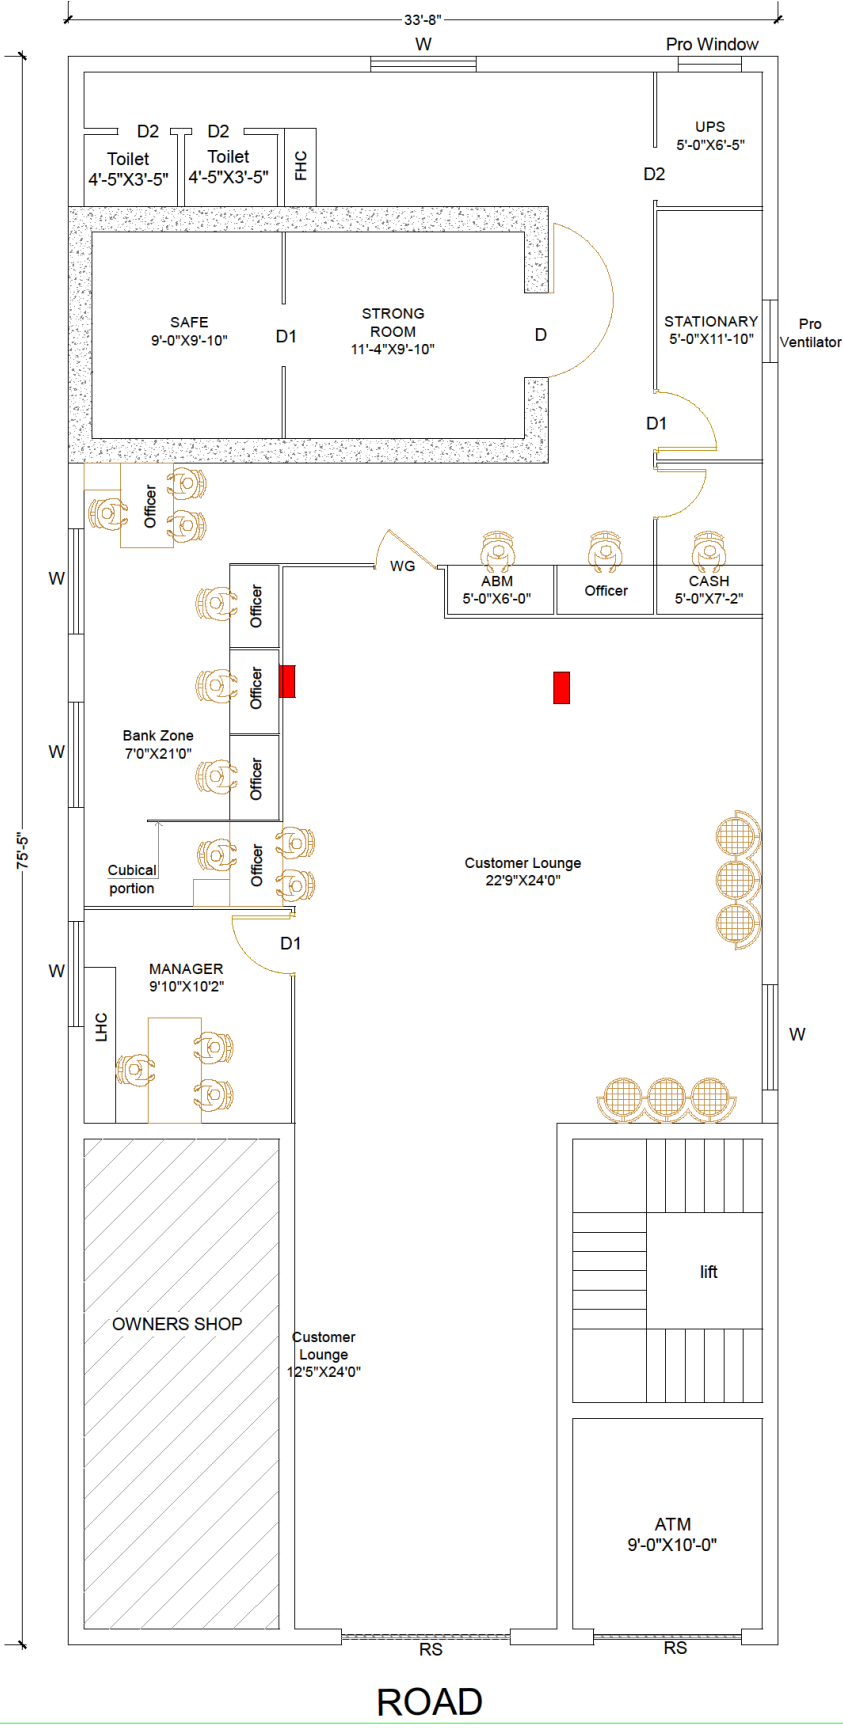 33'-8"
W
Pro Window
D2
D2
Toilet
4'-5"X3'-5"
Toilet
4'-5"X3'-5"
FHC
UPS
5'-0"X6'-5"
D2
SAFE
9'-0"X9'-10"
D1
STRONG
ROOM
11'-4"X9'-10"
D
STATIONARY
5'-0"X11'-10"
Pro
Ventilator
D1
Officer
W
WG
ABM
5'-0"X6'-0"
Officer
CASH
5'-0"X7'-2"
Officer
Officer
Bank Zone
7'0"X21'0"
W
Officer
75'-5"
Cubical
portion
Officer
Customer Lounge
22'9"X24'0"
D1
W
MANAGER
9'10"X10'2"
LHC
W
lift
OWNERS SHOP
Customer
Lounge
12'5"X24'0"
ATM
9'-0"X10'-0"
RS
RS
ROAD